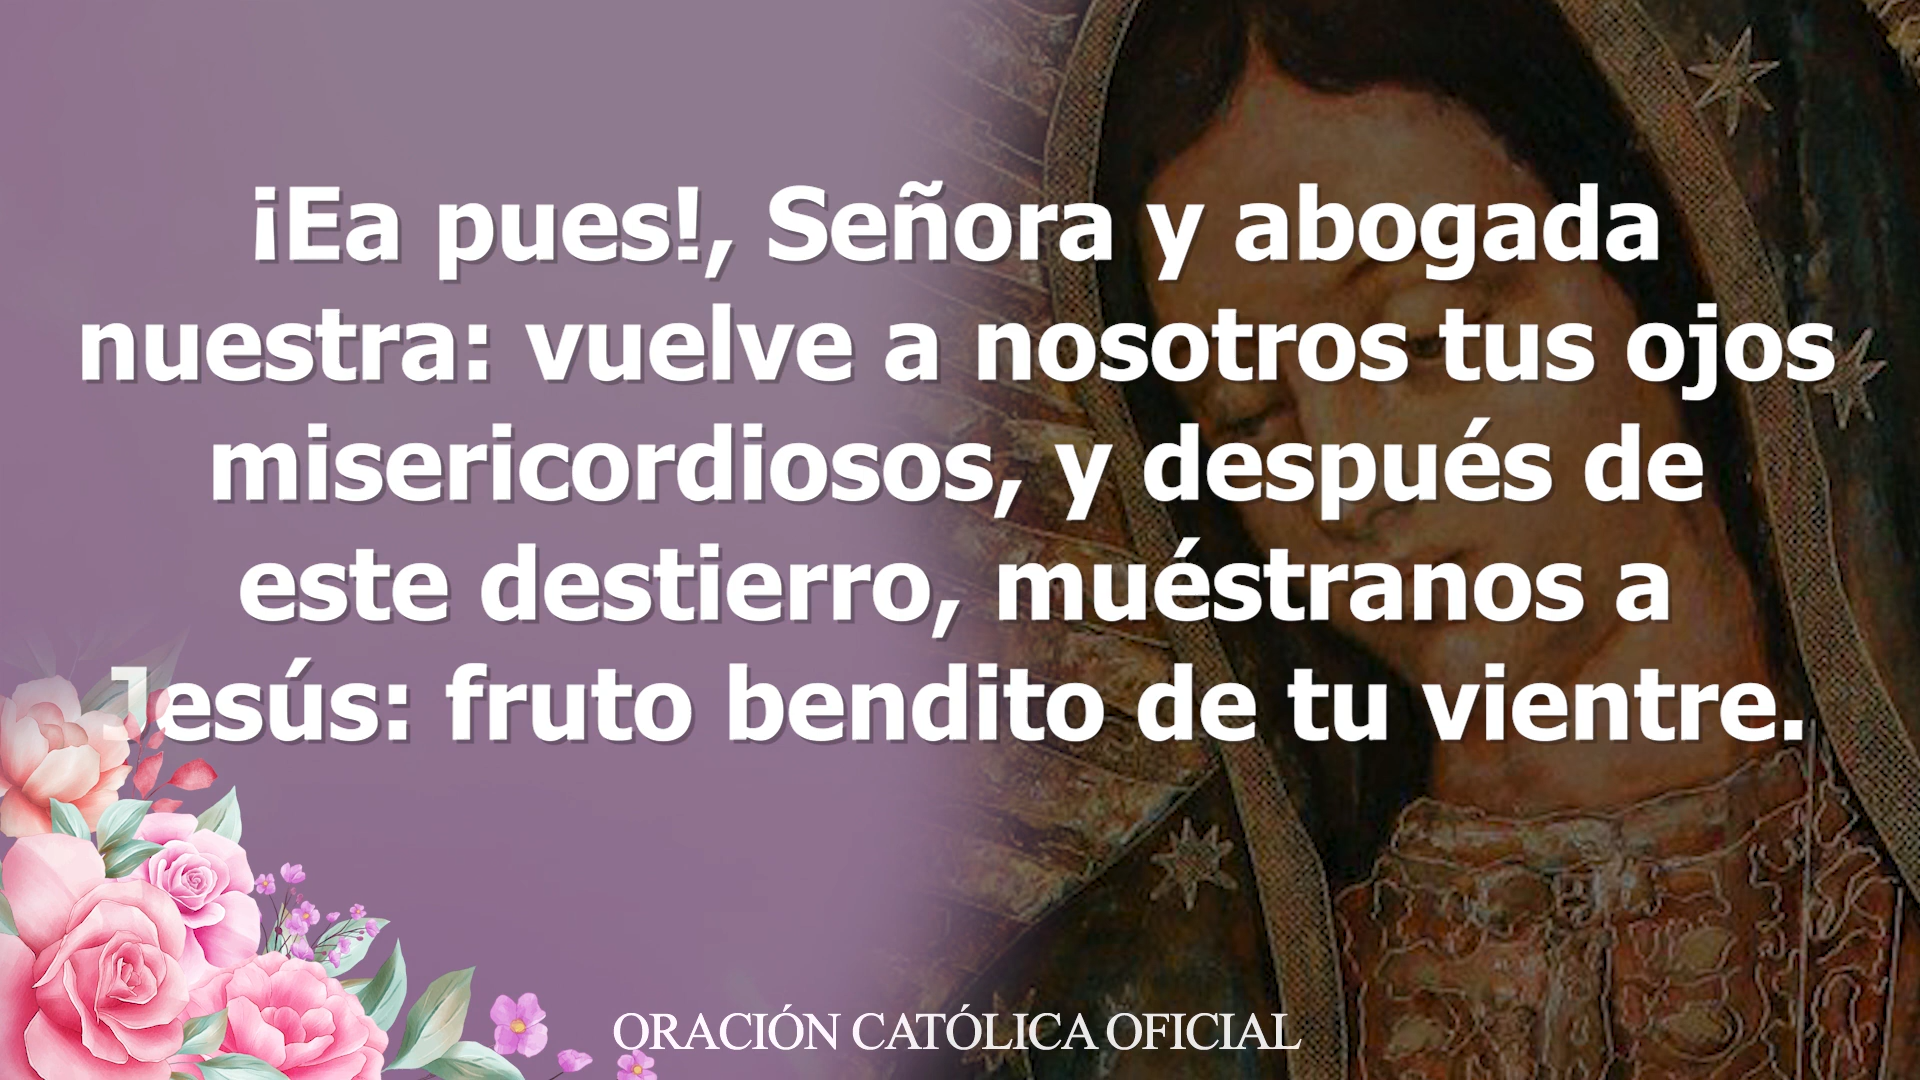 ¡Ea pues!, Señora y abogada
nuestra: vuelve a nosotros tus ojos
misericordiosos, y después de
este destierro, muéstranos a
Jesús: fruto bendito de tu vientre.
ORACIÓN CATÓLICA OFICIAL